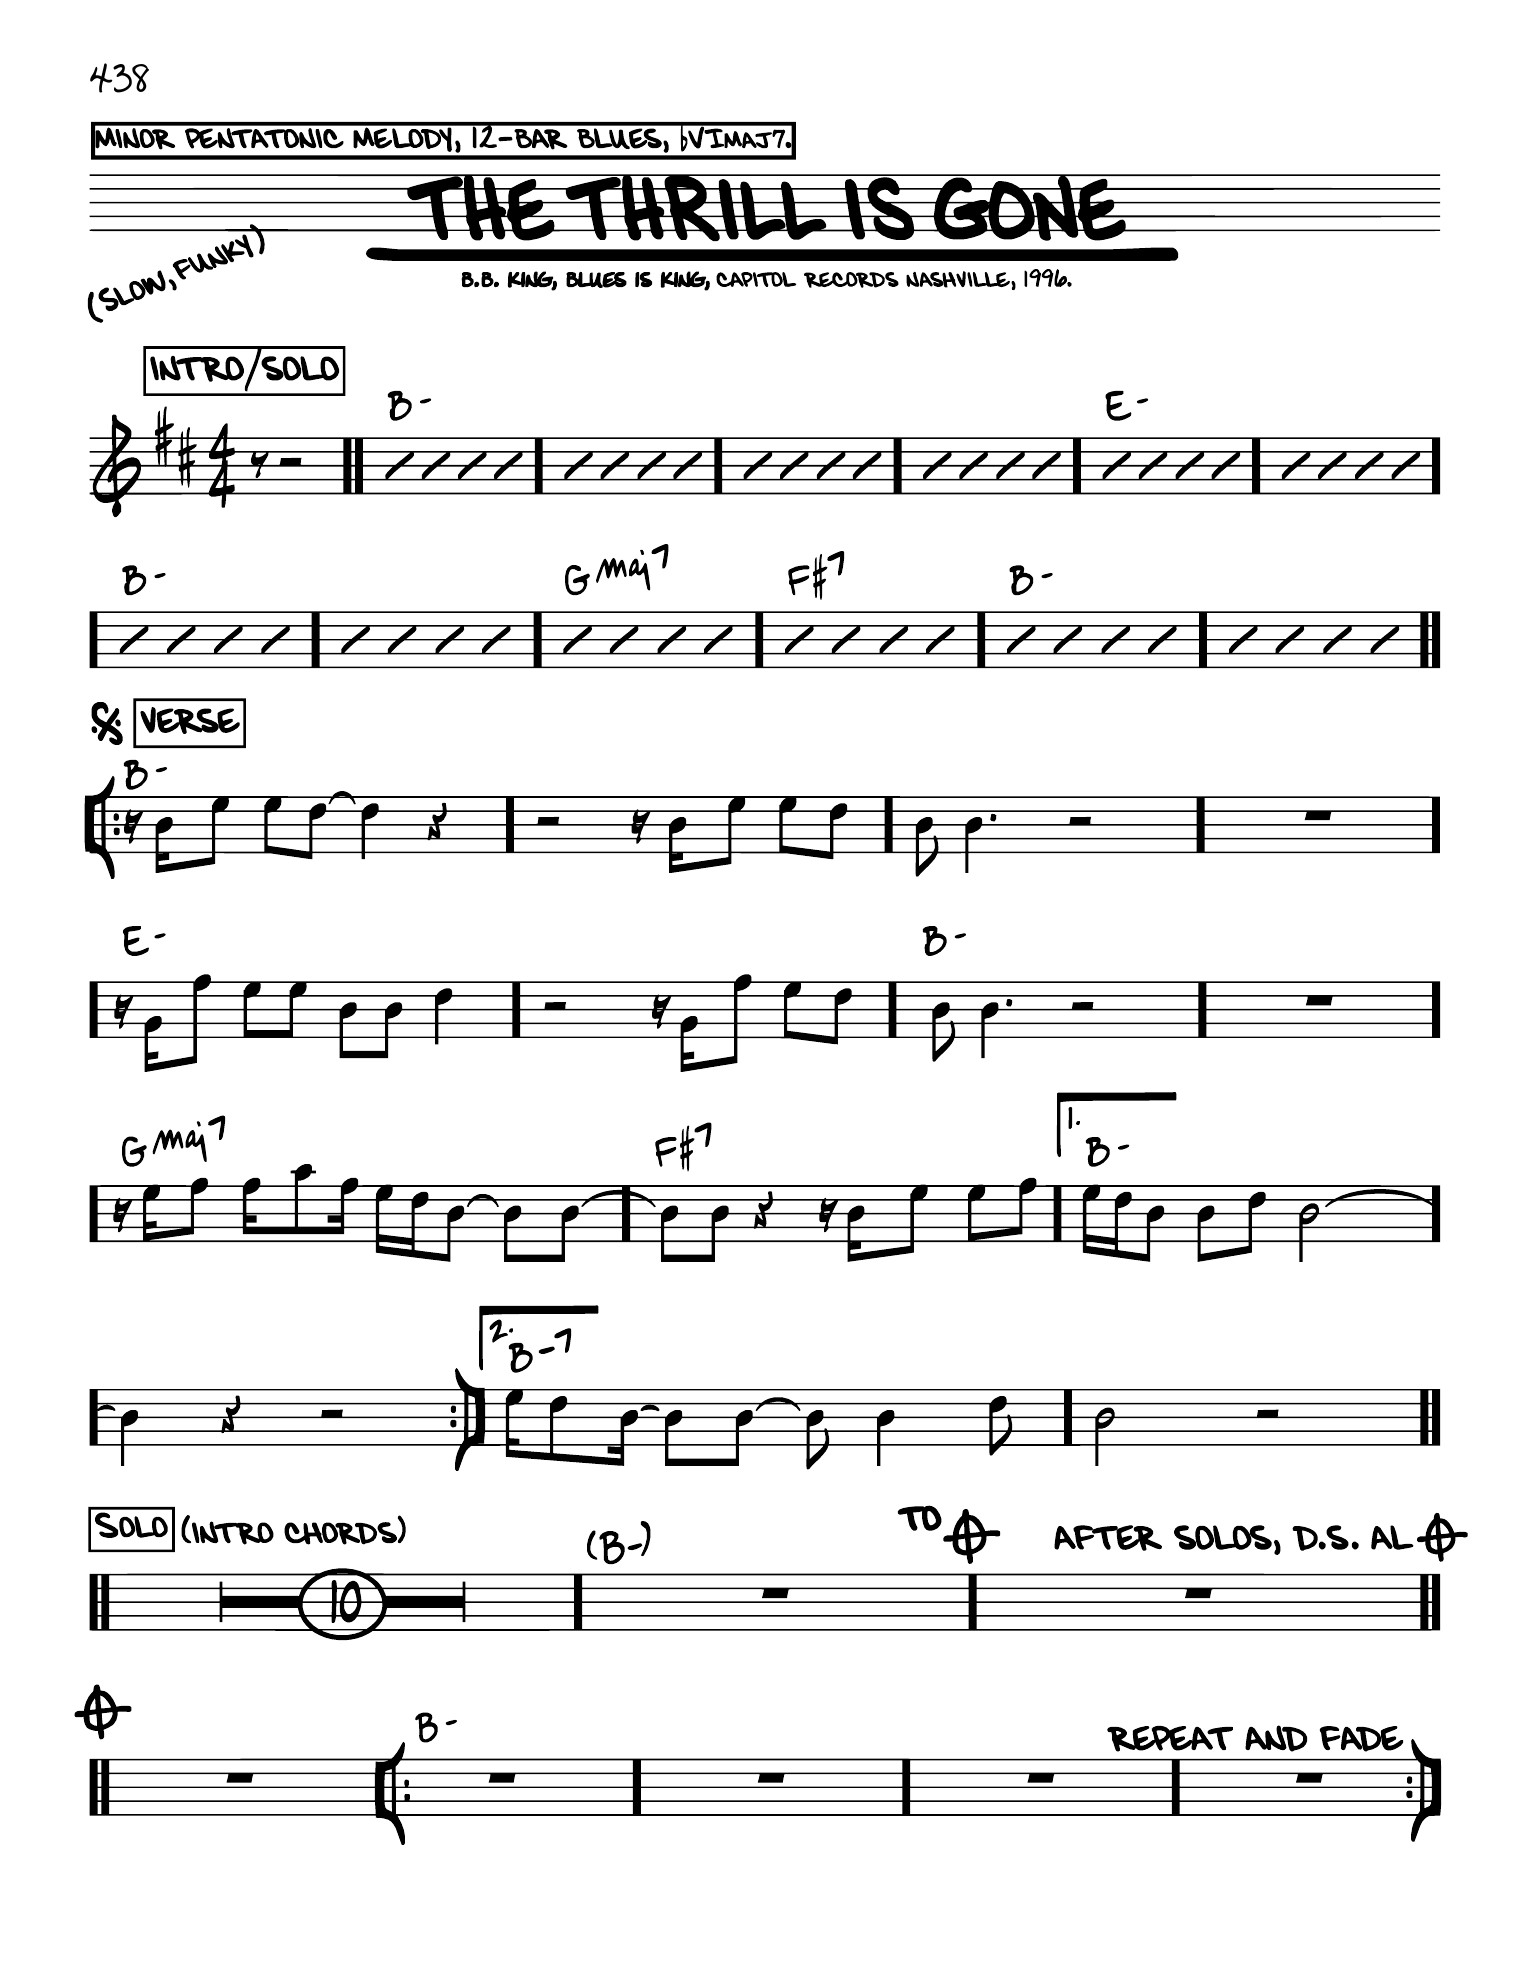 438
MINOR PENTATONIC MELODY, 12-BAR BLUES, ♭VIMAJ7.
THE THRILL IS GONE
(SLOW, FUNKY)
B.B. KING, BLUES IS KING, CAPITOL RECORDS NASHVILLE, 1996.
INTRO/SOLO
B- E-
4
4
B- Gmaj7 F#7 B-
VERSE
B-
E- B-
1.
Gmaj7 F#7 B-
2.
B-7
SOLO (INTRO CHORDS) (B-) TO AFTER SOLOS, D.S. AL
10
B- REPEAT AND FADE